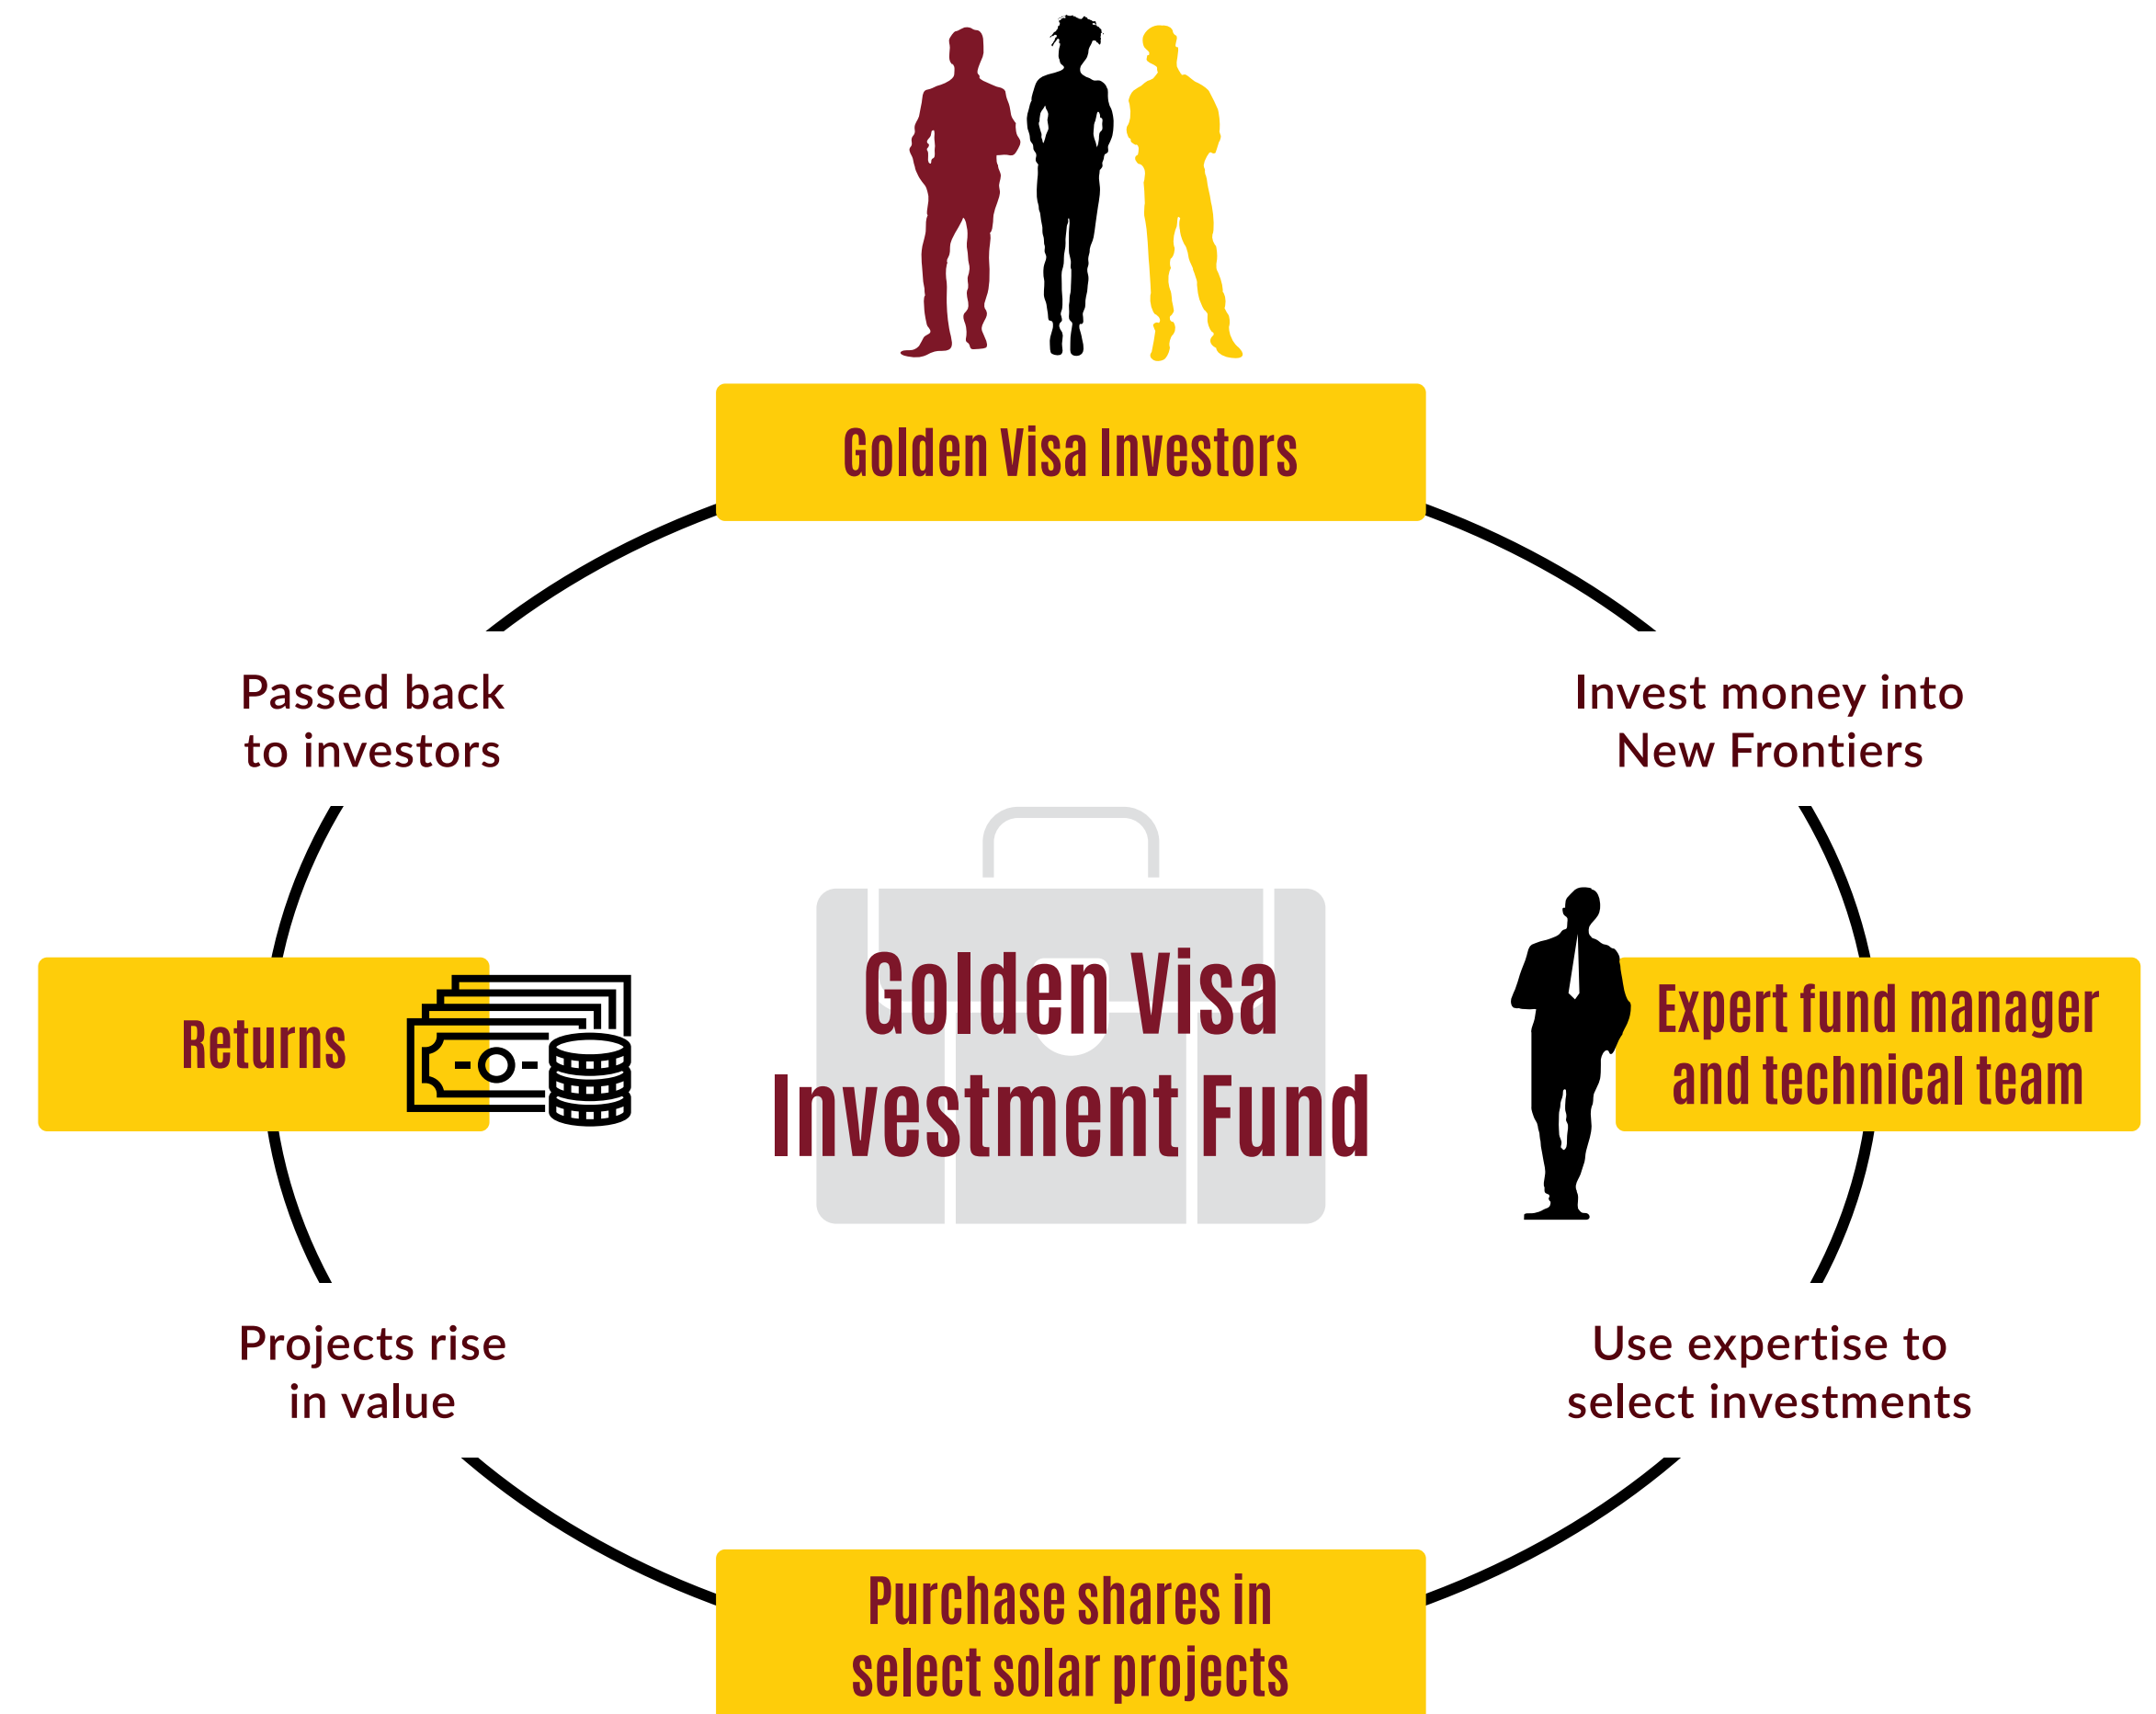 Golden Visa Investors
Passed back
to investors
Invest money into
New Frontiers
Golden Visa
Investment Fund
Returns
Expert fund manager
and technical team
Projects rise
in value
Use expertise to
select investments
Purchase shares in
select solar projects